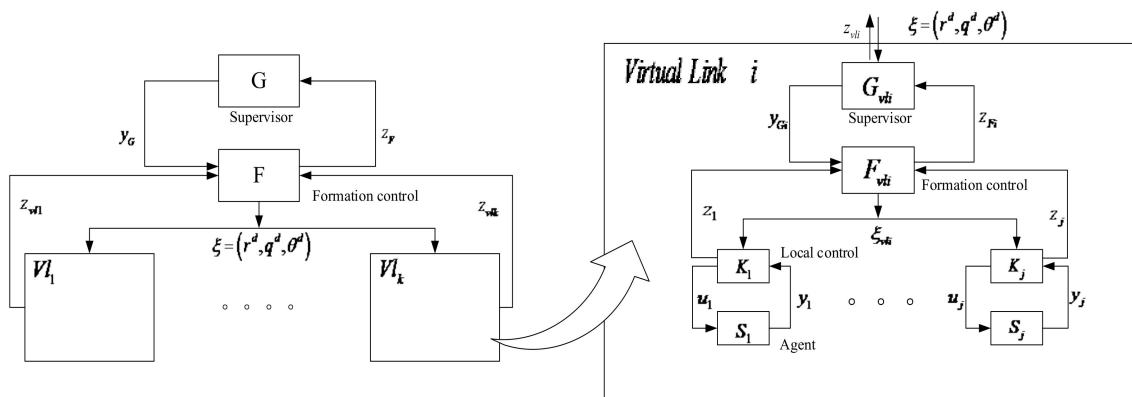 G
Supervisor
y_G
z_F
F
Formation control
z_vl1
z_vlk
ξ = (r^d, q^d, θ^d)
Vl_1
Vl_k
z_vli
ξ = (r^d, q^d, θ^d)
Virtual Link i
G_vli
Supervisor
y_Gi
z_Fi
F_vli
Formation control
z_1
z_j
ξ_vli
Local control
K_1
K_j
u_1
y_1
u_j
y_j
S_1
S_j
Agent